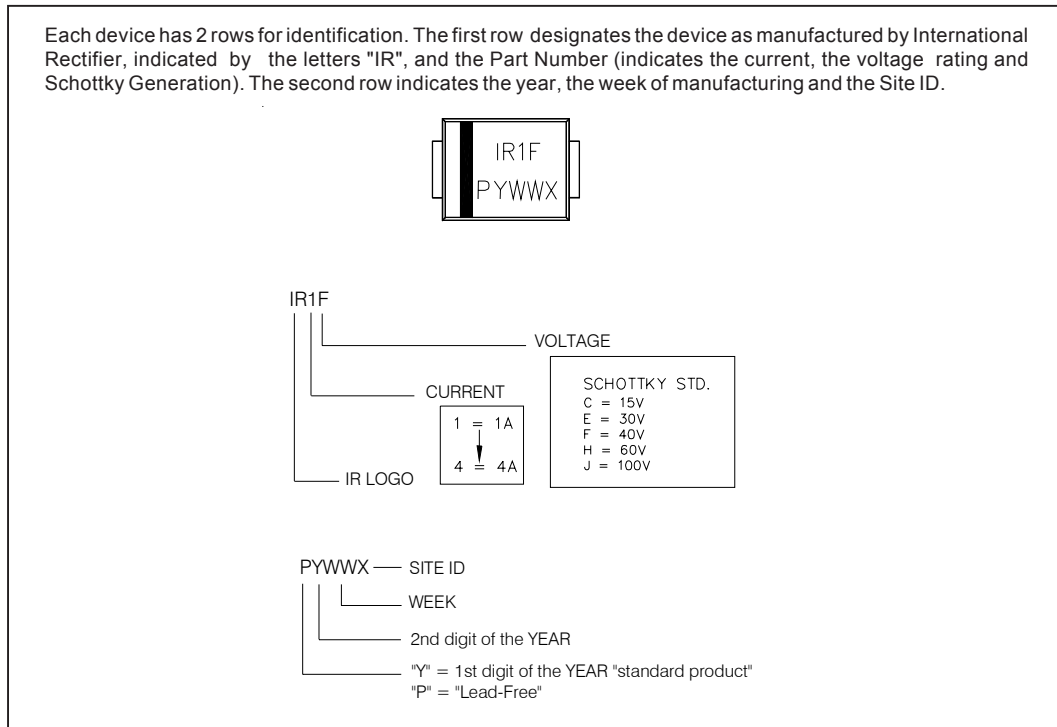 Each device has 2 rows for identification. The first row designates the device as manufactured by International
Rectifier, indicated by the letters "IR", and the Part Number (indicates the current, the voltage rating and
Schottky Generation). The second row indicates the year, the week of manufacturing and the Site ID.
IR1F
PYWWX
IR1F
VOLTAGE
SCHOTTKY STD.
C = 15V
E = 30V
F = 40V
H = 60V
J = 100V
CURRENT
1 = 1A
4 = 4A
IR LOGO
PYWWX
SITE ID
WEEK
2nd digit of the YEAR
"Y" = 1st digit of the YEAR "standard product"
"P" = "Lead-Free"